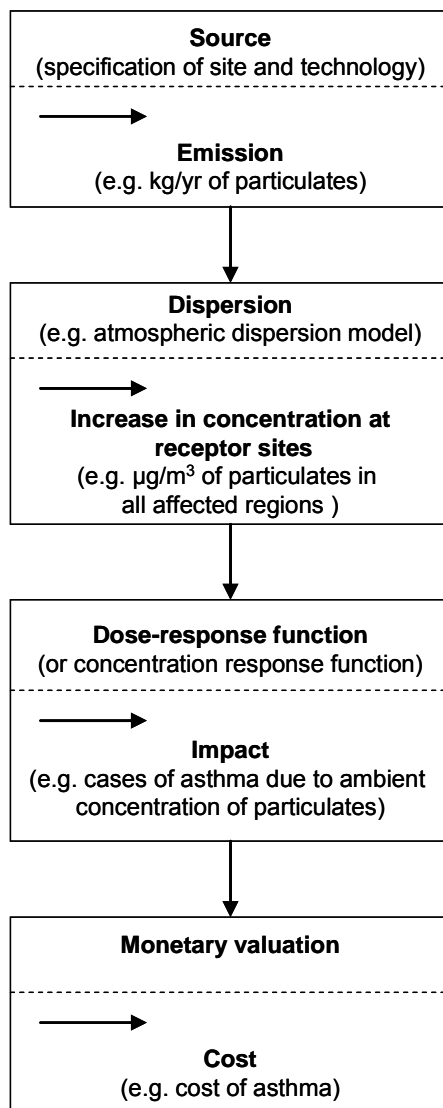 Source
(specification of site and technology)
Emission
(e.g. kg/yr of particulates)
Dispersion
(e.g. atmospheric dispersion model)
Increase in concentration at
receptor sites
(e.g. µg/m³ of particulates in
all affected regions )
Dose-response function
(or concentration response function)
Impact
(e.g. cases of asthma due to ambient
concentration of particulates)
Monetary valuation
Cost
(e.g. cost of asthma)